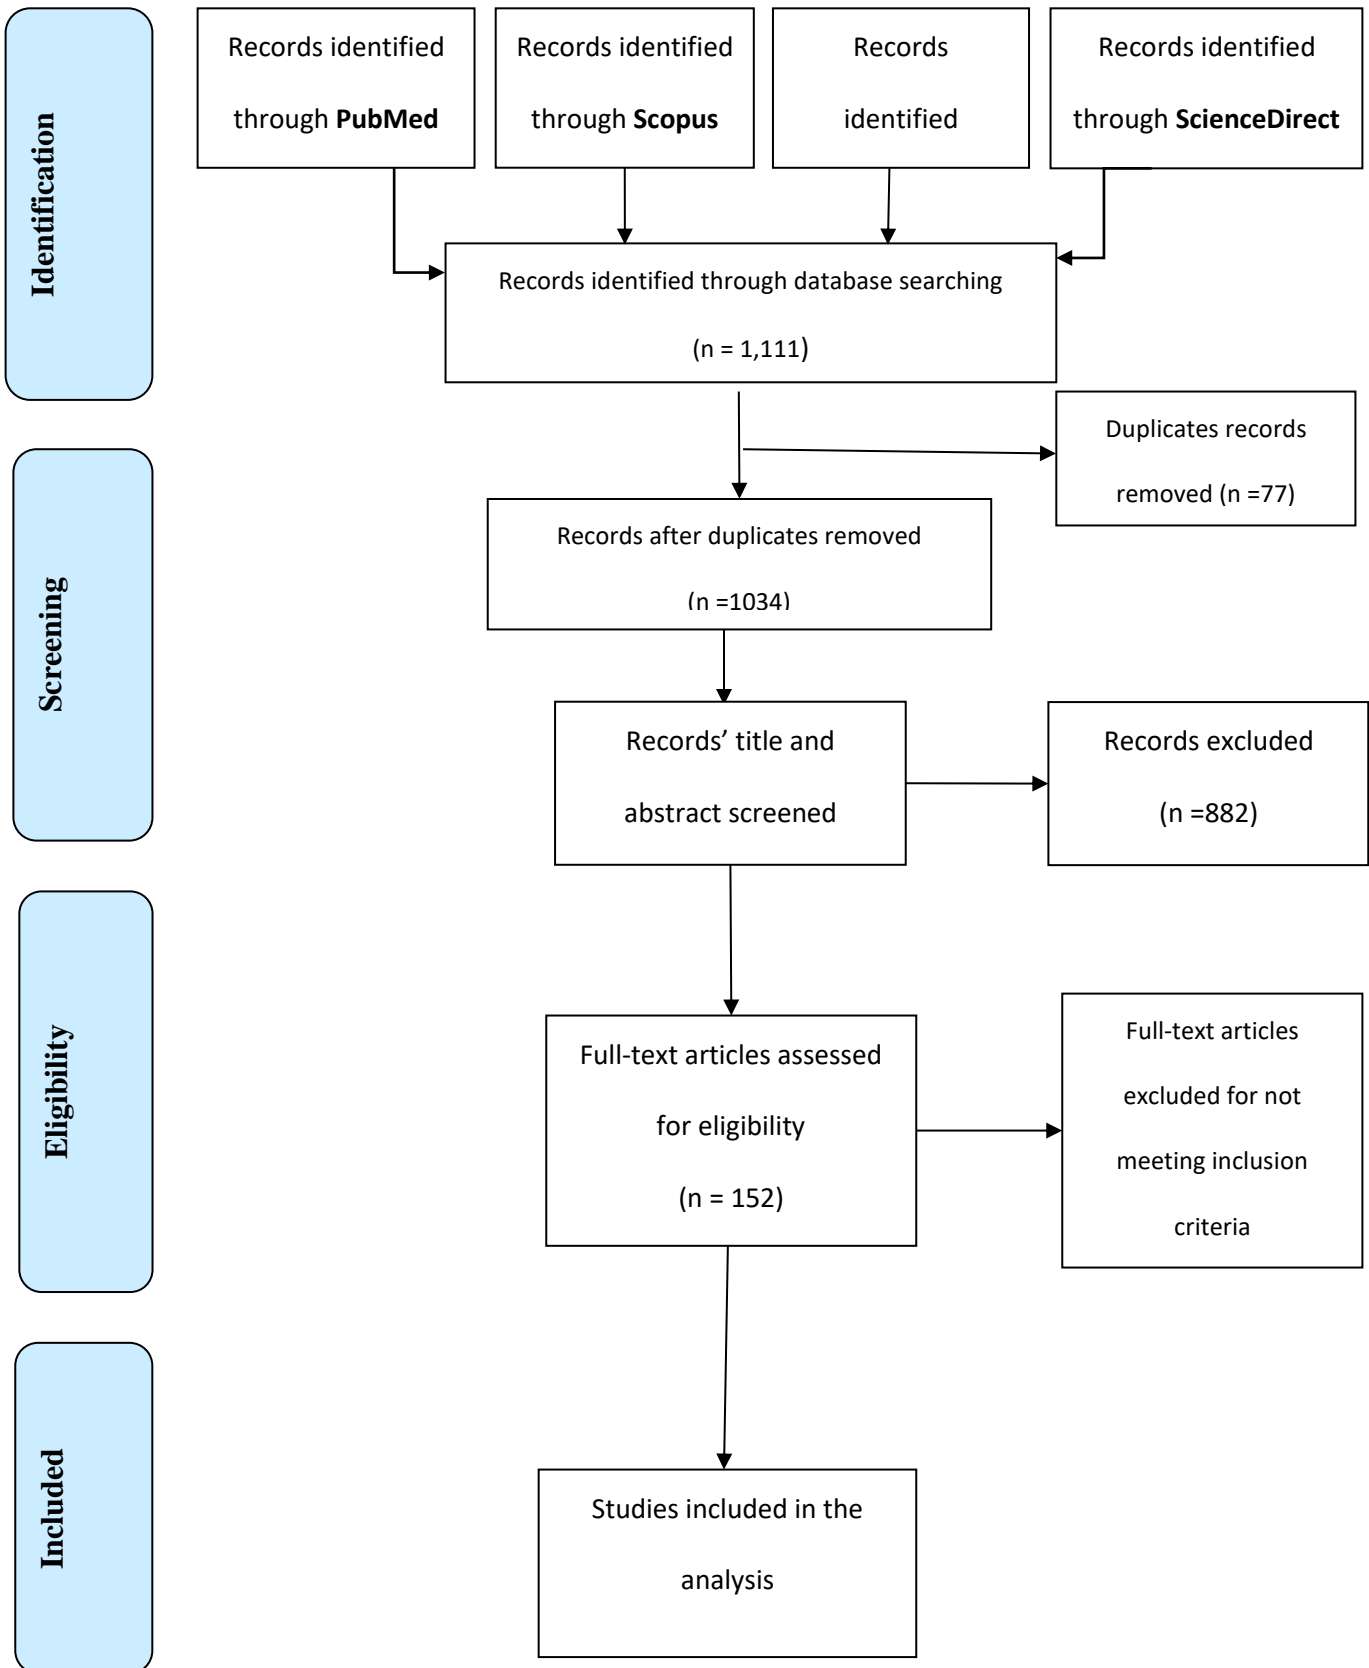 Identification
Records identified
through PubMed
Records identified
through Scopus
Records
identified
Records identified
through ScienceDirect
Records identified through database searching
(n = 1,111)
Duplicates records
removed (n =77)
Screening
Records after duplicates removed
(n =1034)
Records’ title and
abstract screened
Records excluded
(n =882)
Eligibility
Full-text articles assessed
for eligibility
(n = 152)
Full-text articles
excluded for not
meeting inclusion
criteria
Included
Studies included in the
analysis